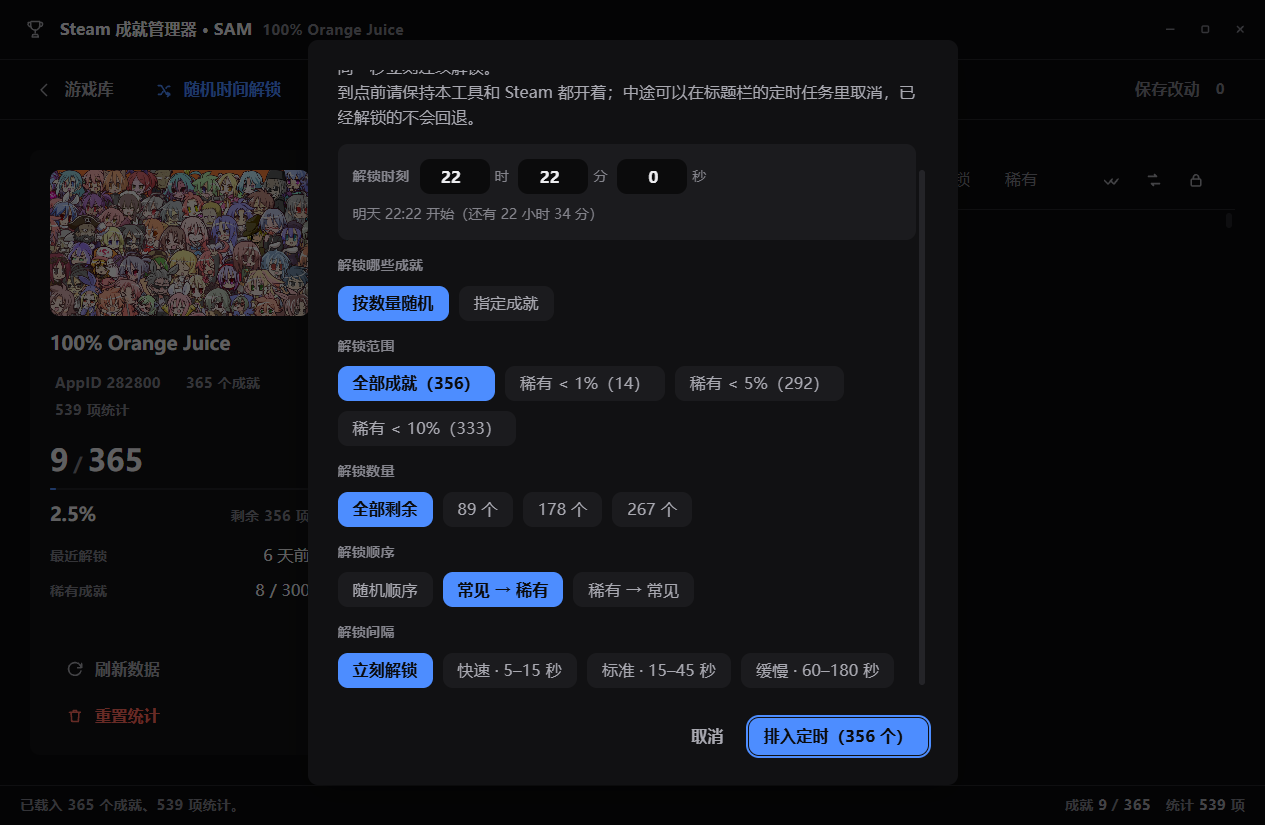 Steam 成就管理器 • SAM 100% Orange Juice
游戏库 随机时间解锁 保存改动 0
到点前请保持本工具和 Steam 都开着；中途可以在标题栏的定时任务里取消，已
经解锁的不会回退。
解锁时刻 22 时 22 分 0 秒
明天 22:22 开始（还有 22 小时 34 分）
锁 稀有
解锁哪些成就
按数量随机 指定成就
100% Orange Juice
解锁范围
AppID 282800 365 个成就
全部成就（356） 稀有 < 1%（14） 稀有 < 5%（292）
539 项统计
稀有 < 10%（333）
9 / 365
解锁数量
2.5% 剩余 356 项
全部剩余 89 个 178 个 267 个
最近解锁 6 天前
解锁顺序
稀有成就 8 / 300
随机顺序 常见 → 稀有 稀有 → 常见
解锁间隔
立刻解锁 快速 · 5–15 秒 标准 · 15–45 秒 缓慢 · 60–180 秒
刷新数据
重置统计
取消 排入定时（356 个）
已载入 365 个成就、539 项统计。 成就 9 / 365 统计 539 项